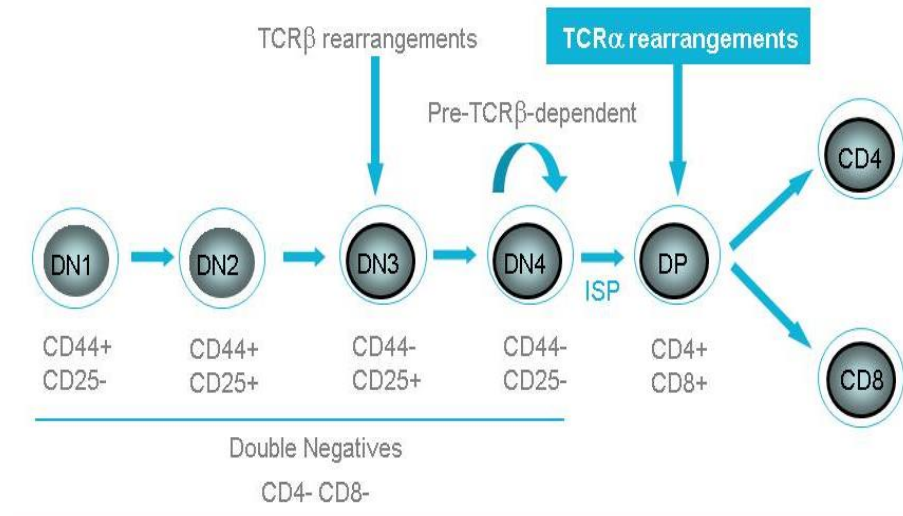 TCRβ rearrangements
TCRα rearrangements
Pre-TCRβ-dependent
CD4
DN1
DN2
DN3
DN4
ISP
DP
CD8
CD44+
CD25-
CD44+
CD25+
CD44-
CD25+
CD44-
CD25-
CD4+
CD8+
Double Negatives
CD4- CD8-